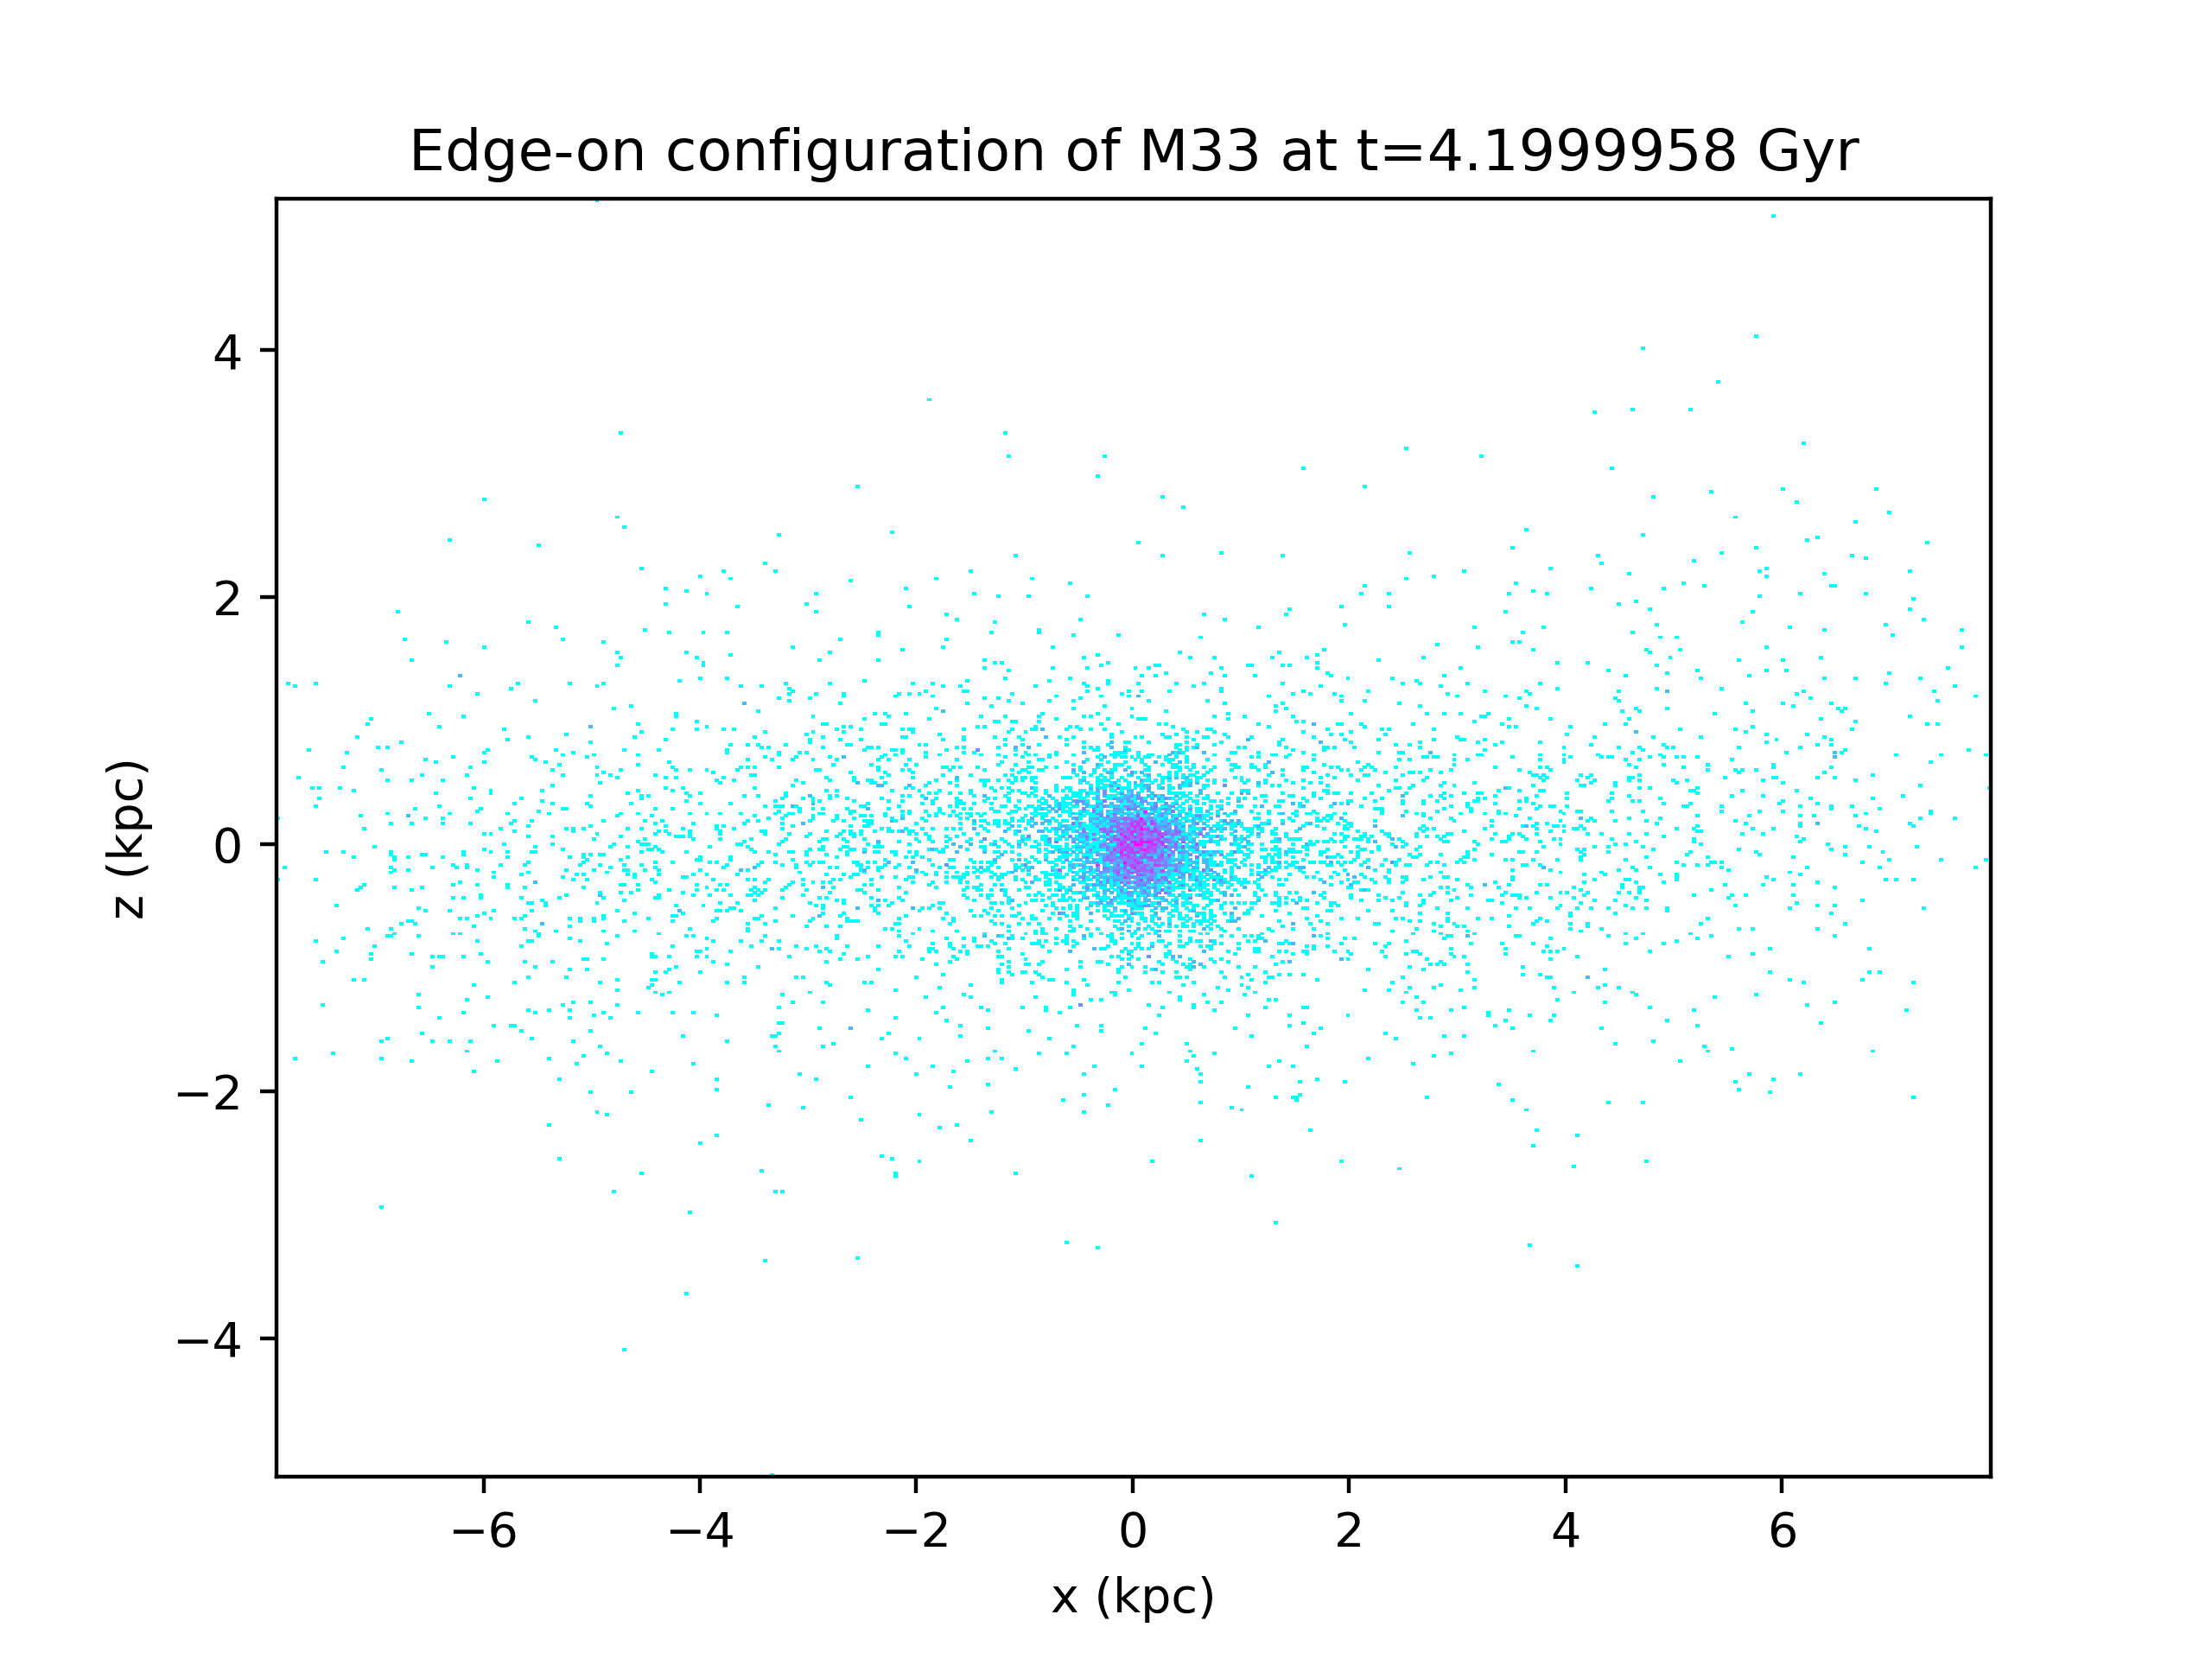 Edge-on configuration of M33 at t=4.1999958 Gyr
4
2
0
−2
−4
z (kpc)
−6 −4 −2 0 2 4 6
x (kpc)